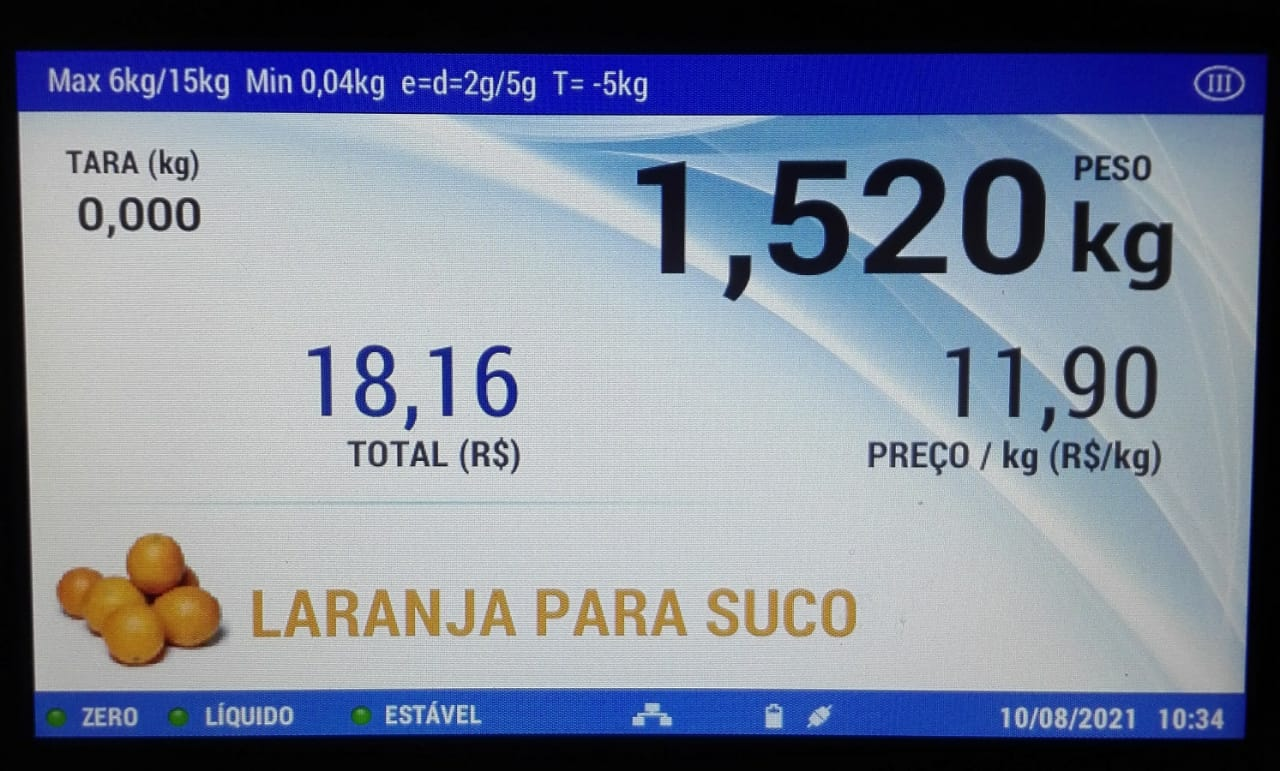 Max 6kg/15kg Min 0,04kg e=d=2g/5g T= -5kg III
TARA (kg)
0,000
PESO
1,520 kg
18,16
TOTAL (R$)
11,90
PREÇO / kg (R$/kg)
LARANJA PARA SUCO
ZERO LÍQUIDO ESTÁVEL 10/08/2021 10:34